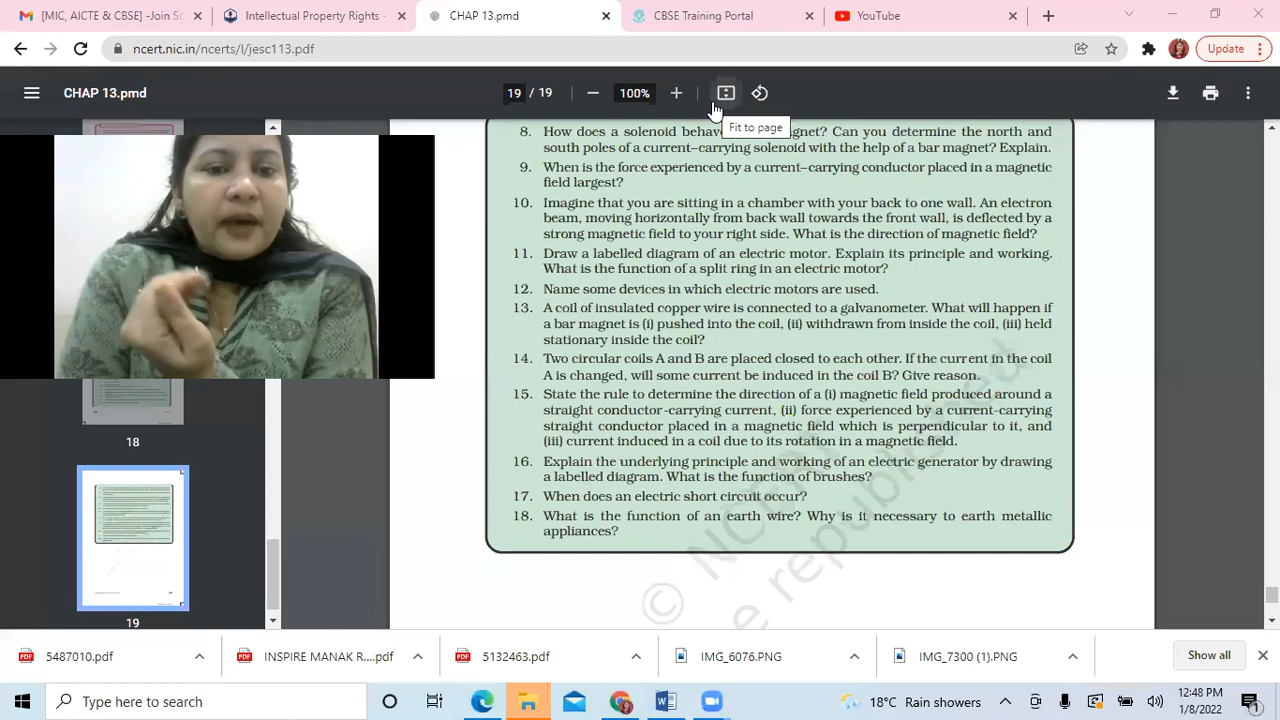 [MIC, AICTE & CBSE] -Join S
Intellectual Property Rights -
CHAP 13.pmd
CBSE Training Portal
YouTube
ncert.nic.in/ncerts/l/jesc113.pdf
Update
CHAP 13.pmd
19 / 19
100%
Fit to page
8. How does a solenoid behav gnet? Can you determine the north and
south poles of a current–carrying solenoid with the help of a bar magnet? Explain.
9. When is the force experienced by a current–carrying conductor placed in a magnetic
field largest?
10. Imagine that you are sitting in a chamber with your back to one wall. An electron
beam, moving horizontally from back wall towards the front wall, is deflected by a
strong magnetic field to your right side. What is the direction of magnetic field?
11. Draw a labelled diagram of an electric motor. Explain its principle and working.
What is the function of a split ring in an electric motor?
12. Name some devices in which electric motors are used.
13. A coil of insulated copper wire is connected to a galvanometer. What will happen if
a bar magnet is (i) pushed into the coil, (ii) withdrawn from inside the coil, (iii) held
stationary inside the coil?
14. Two circular coils A and B are placed closed to each other. If the current in the coil
A is changed, will some current be induced in the coil B? Give reason.
15. State the rule to determine the direction of a (i) magnetic field produced around a
straight conductor-carrying current, (ii) force experienced by a current-carrying
straight conductor placed in a magnetic field which is perpendicular to it, and
(iii) current induced in a coil due to its rotation in a magnetic field.
16. Explain the underlying principle and working of an electric generator by drawing
a labelled diagram. What is the function of brushes?
17. When does an electric short circuit occur?
18. What is the function of an earth wire? Why is it necessary to earth metallic
appliances?
© NCER
e republished
18
19
5487010.pdf
INSPIRE MANAK R....pdf
5132463.pdf
IMG_6076.PNG
IMG_7300 (1).PNG
Show all
Type here to search
18°C Rain showers
12:48 PM
1/8/2022